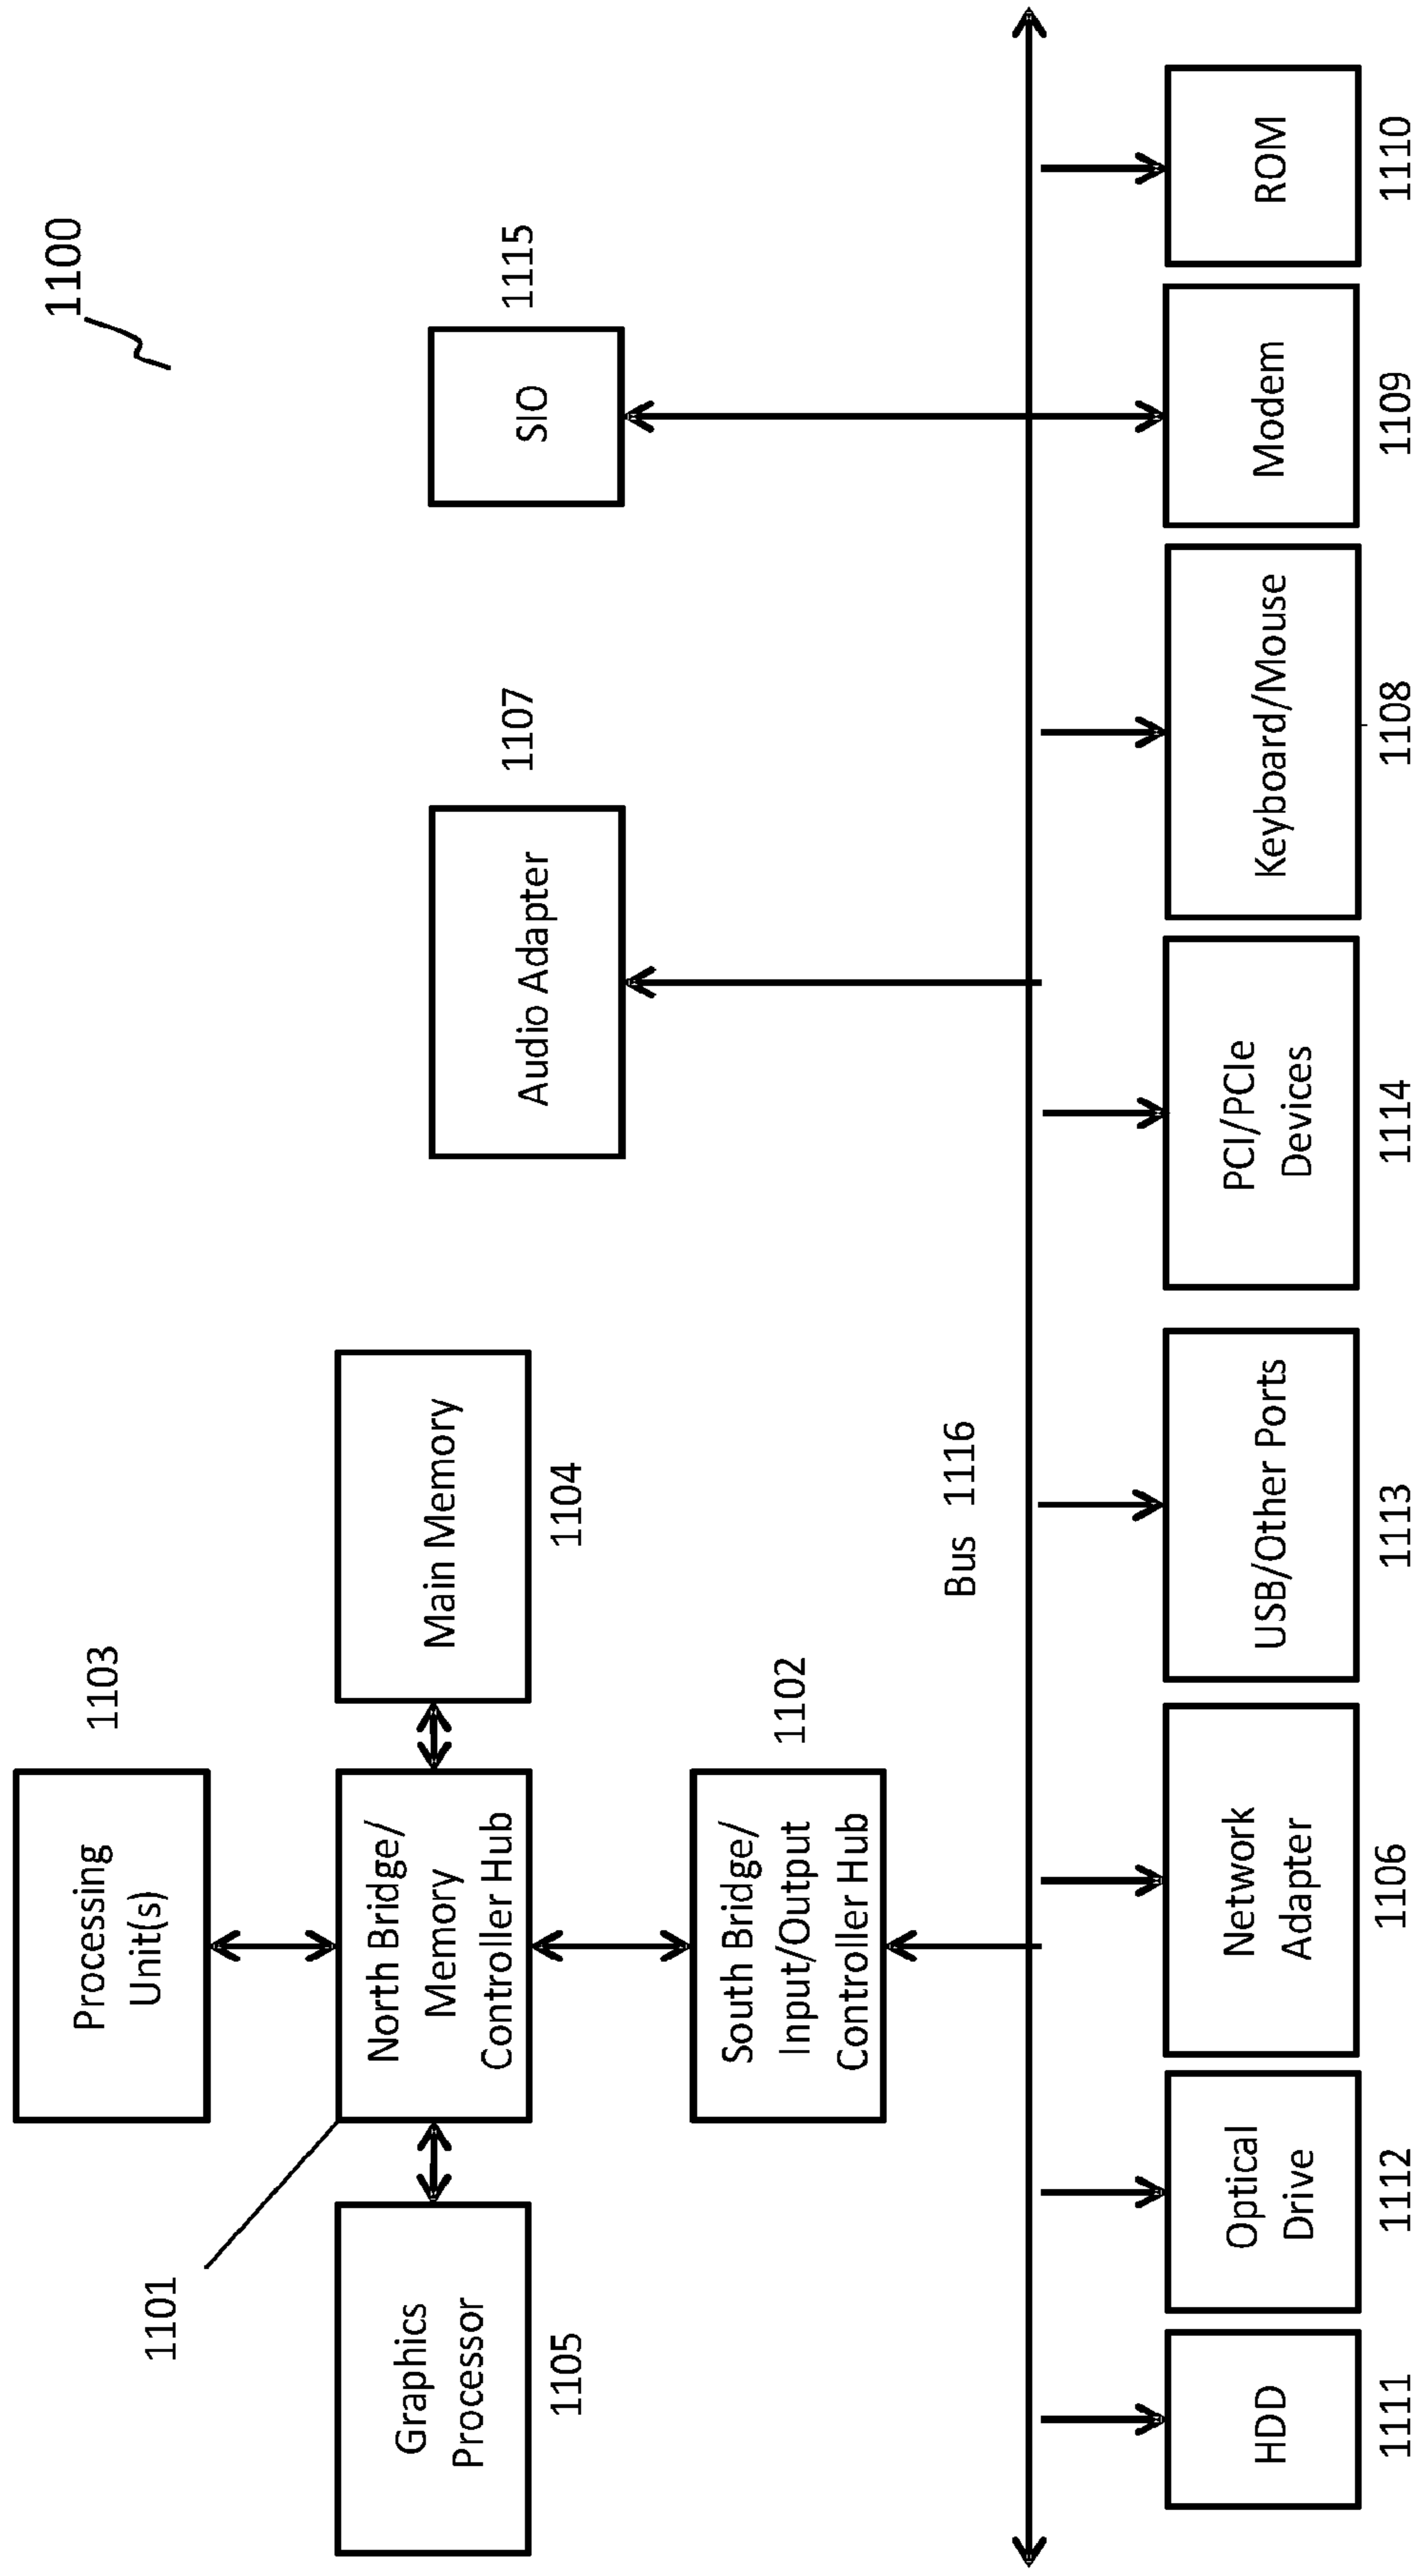 1100
1103
Processing
Unit(s)
1101
North Bridge/
Memory
Controller Hub
Graphics
Processor
1105
Main Memory
1104
Audio Adapter
1107
SIO
1115
South Bridge/
Input/Output
Controller Hub
1102
Bus 1116
HDD
1111
Optical
Drive
1112
Network
Adapter
1106
USB/Other Ports
1113
PCI/PCIe
Devices
1114
Keyboard/Mouse
1108
Modem
1109
ROM
1110